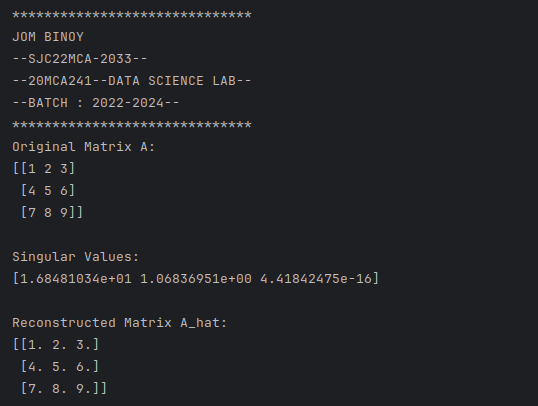 ******************************
JOM BINOY
--SJC22MCA-2033--
--20MCA241--DATA SCIENCE LAB--
--BATCH : 2022-2024--
******************************
Original Matrix A:
[[1 2 3]
 [4 5 6]
 [7 8 9]]
Singular Values:
[1.68481034e+01 1.06836951e+00 4.41842475e-16]
Reconstructed Matrix A_hat:
[[1. 2. 3.]
 [4. 5. 6.]
 [7. 8. 9.]]